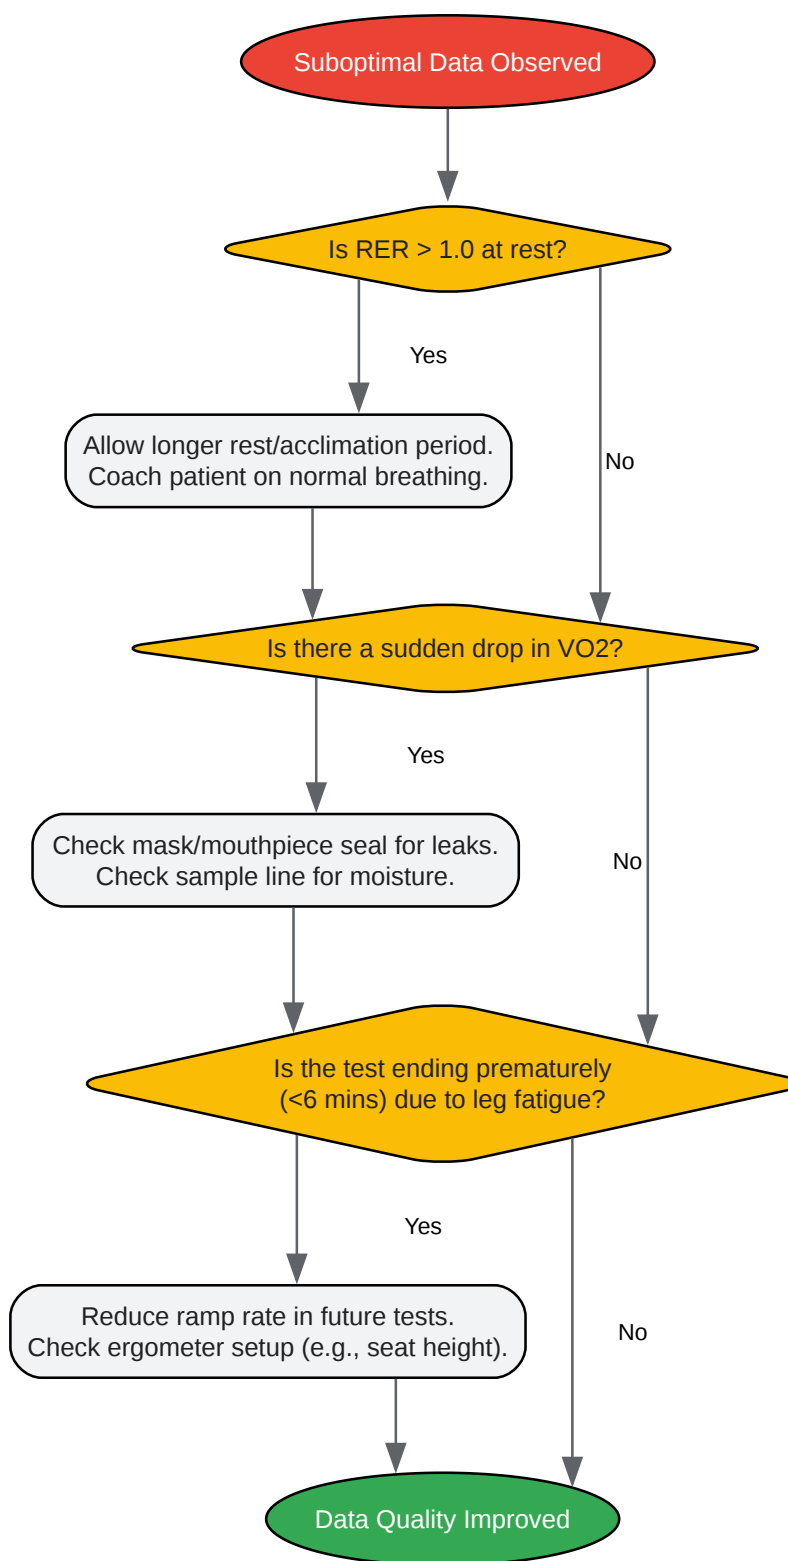 Suboptimal Data Observed
Is RER > 1.0 at rest?
Yes
Allow longer rest/acclimation period.
Coach patient on normal breathing.
No
Is there a sudden drop in VO2?
Yes
Check mask/mouthpiece seal for leaks.
Check sample line for moisture.
No
Is the test ending prematurely
(<6 mins) due to leg fatigue?
Yes
Reduce ramp rate in future tests.
Check ergometer setup (e.g., seat height).
No
Data Quality Improved